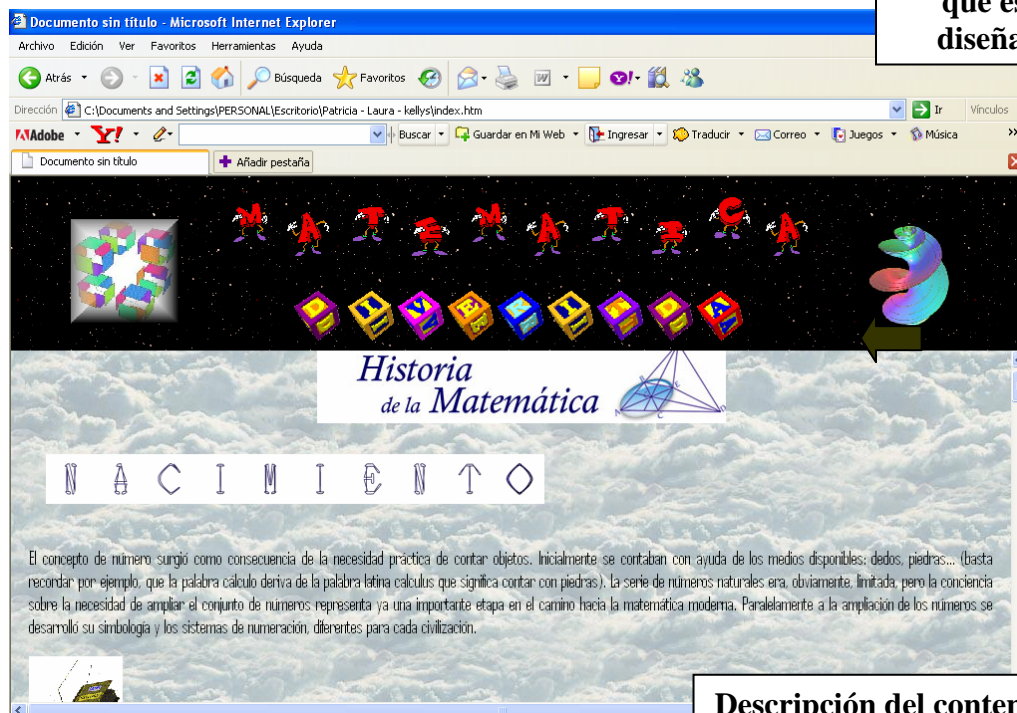 que es
diseña
Documento sin título - Microsoft Internet Explorer
Archivo Edición Ver Favoritos Herramientas Ayuda
Atrás Búsqueda Favoritos
Dirección C:\Documents and Settings\PERSONAL\Escritorio\Patricia - Laura - kellys\index.htm Ir Vínculos
Adobe Y! Buscar Guardar en Mi Web Ingresar Traducir Correo Juegos Música »
Documento sin título Añadir pestaña
MATEMATICA
DIVERTIDA
Historia
de la Matemática
NACIMIENTO
El concepto de número surgió como consecuencia de la necesidad práctica de contar objetos. Inicialmente se contaban con ayuda de los medios disponibles: dedos, piedras... (basta
recordar por ejemplo, que la palabra cálculo deriva de la palabra latina calculus que significa contar con piedras). La serie de números naturales era, obviamente, limitada, pero la conciencia
sobre la necesidad de ampliar el conjunto de números representa ya una importante etapa en el camino hacia la matemática moderna. Paralelamente a la ampliación de los números se
desarrolló su simbología y los sistemas de numeración, diferentes para cada civilización.
Descripción del conten